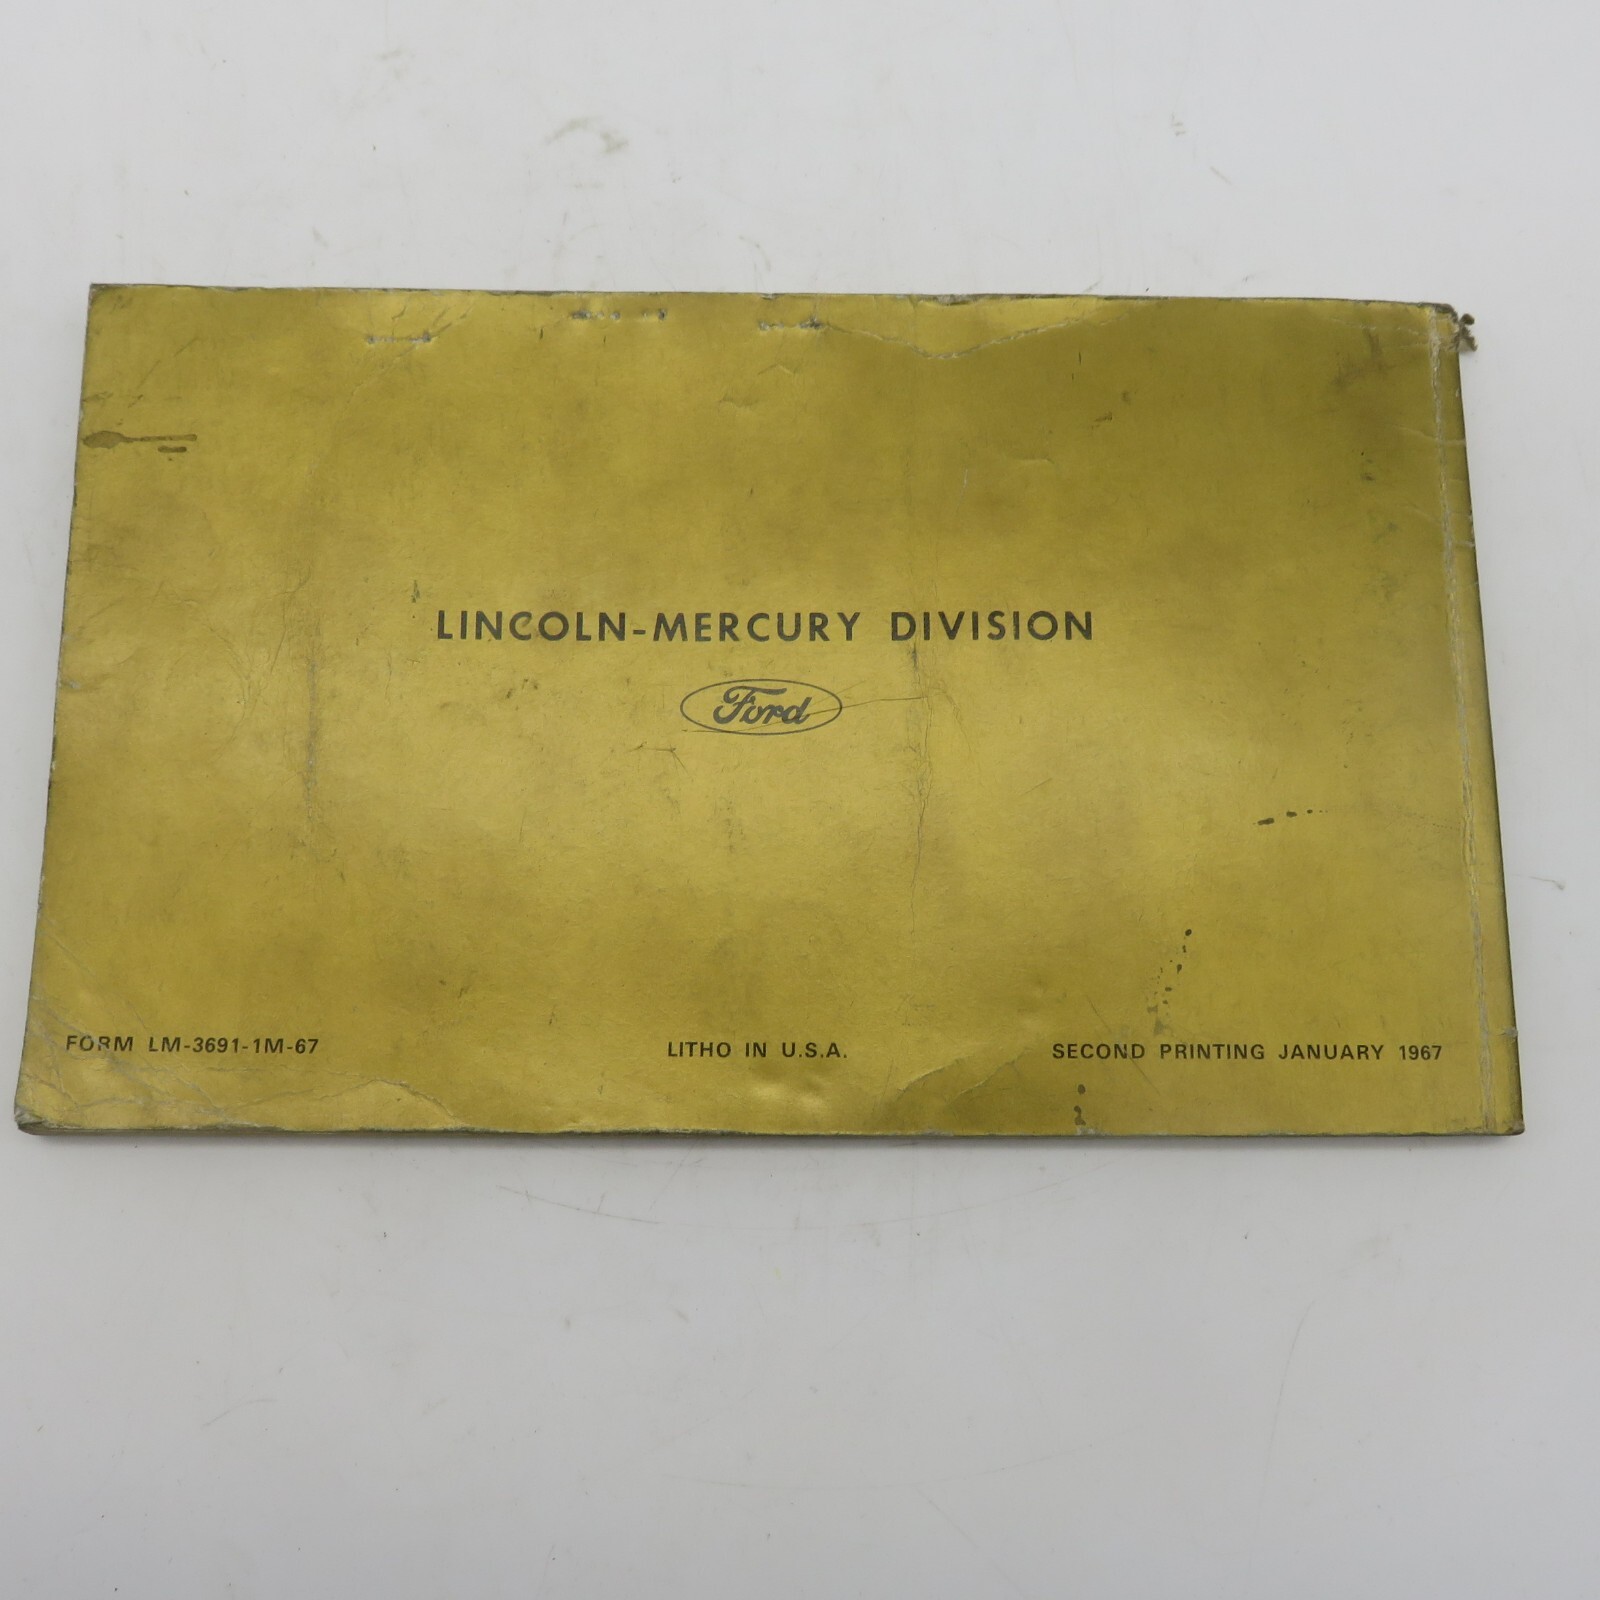 LINCOLN-MERCURY DIVISION
Ford
FORM LM-3691-1M-67
LITHO IN U.S.A.
SECOND PRINTING JANUARY 1967